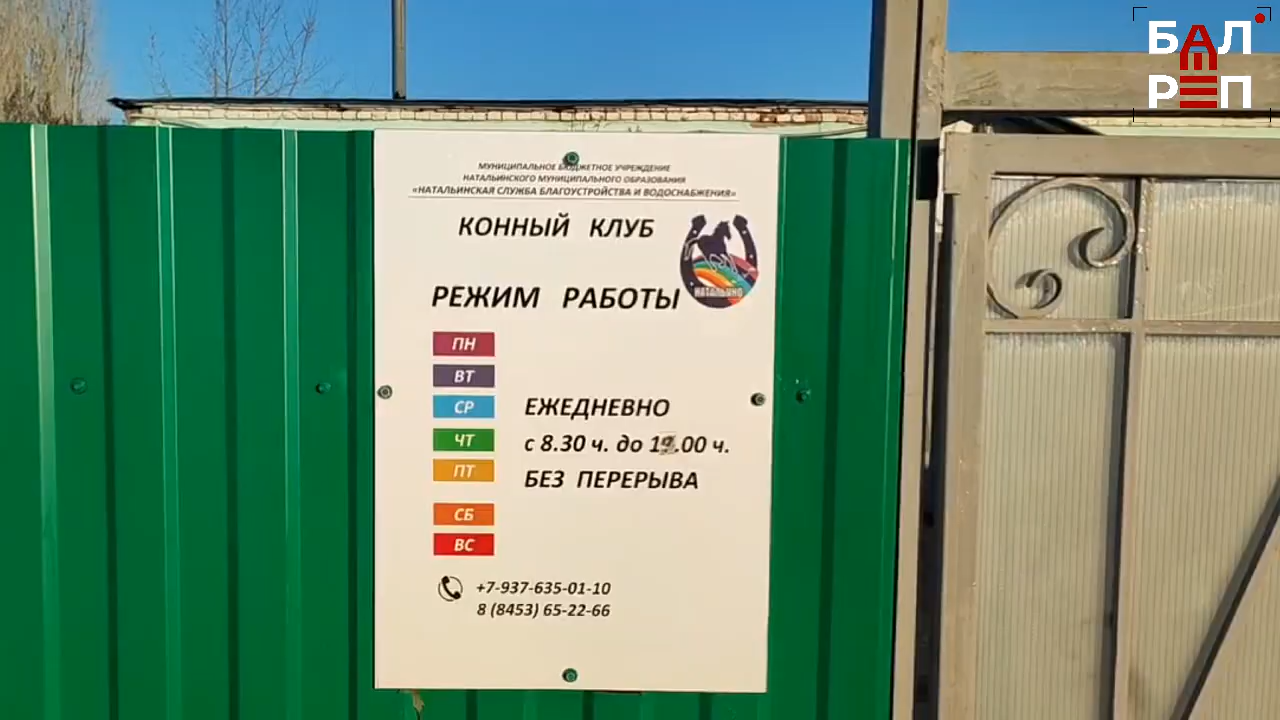 БАЛ
РЕП
МУНИЦИПАЛЬНОЕ БЮДЖЕТНОЕ УЧРЕЖДЕНИЕ
НАТАЛЬИНСКОГО МУНИЦИПАЛЬНОГО ОБРАЗОВАНИЯ
«НАТАЛЬИНСКАЯ СЛУЖБА БЛАГОУСТРОЙСТВА И ВОДОСНАБЖЕНИЯ»
КОННЫЙ КЛУБ
НАТАЛЬИНО
РЕЖИМ РАБОТЫ
ПН
ВТ
СР
ЧТ
ПТ
СБ
ВС
ЕЖЕДНЕВНО
с 8.30 ч. до 19.00 ч.
БЕЗ ПЕРЕРЫВА
+7-937-635-01-10
8 (8453) 65-22-66